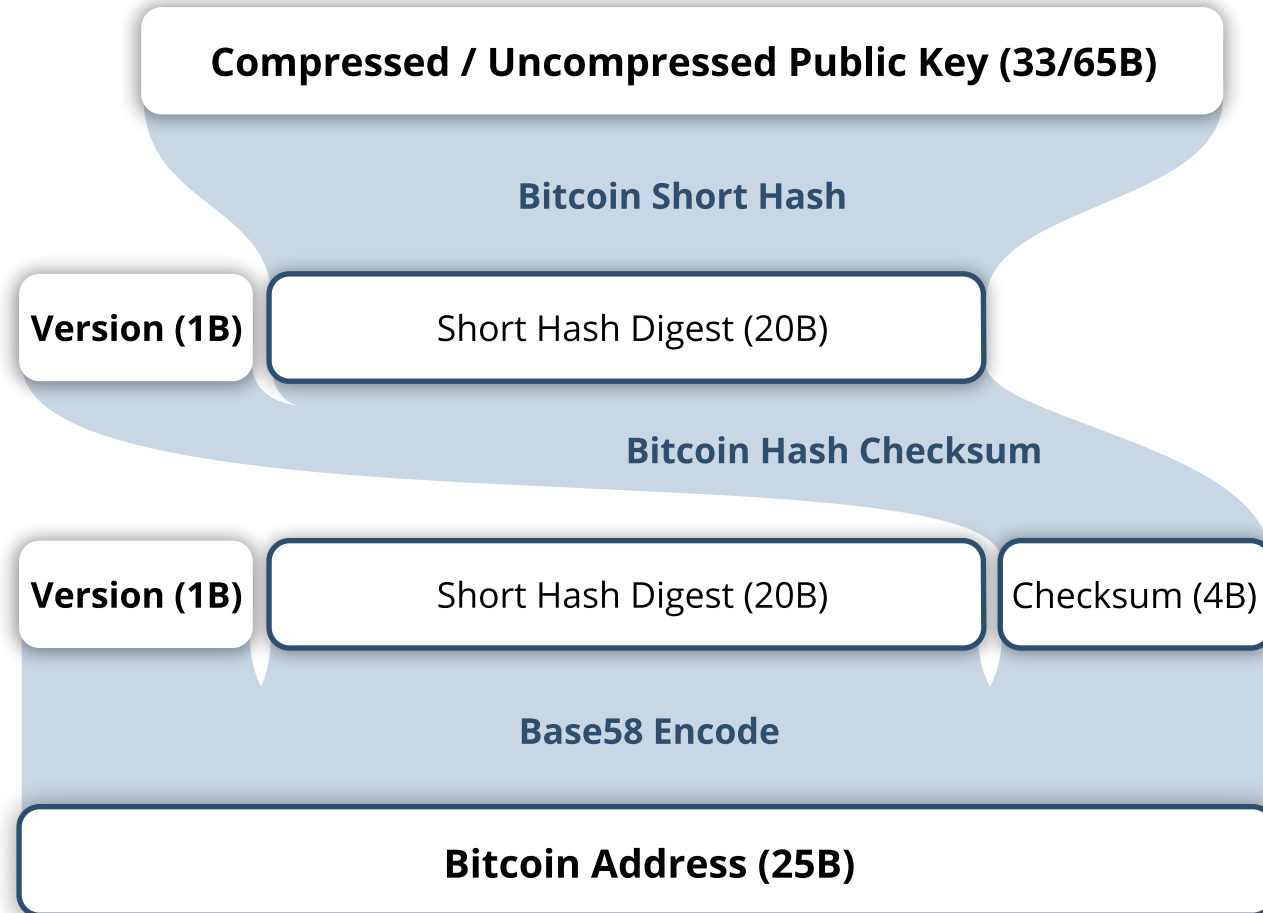 Compressed / Uncompressed Public Key (33/65B)
Bitcoin Short Hash
Version (1B)
Short Hash Digest (20B)
Bitcoin Hash Checksum
Version (1B)
Short Hash Digest (20B)
Checksum (4B)
Base58 Encode
Bitcoin Address (25B)